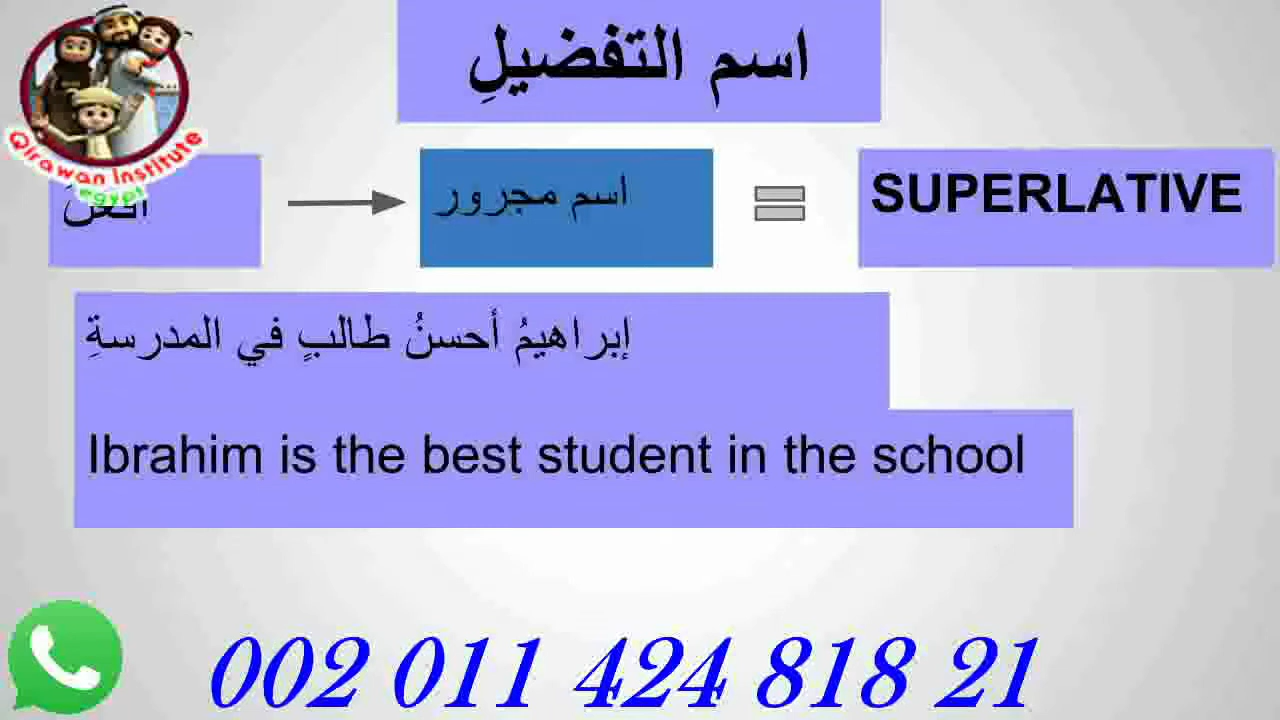 اسم التفضيلِ
Qirawan Institute
egypt
اسم مجرور
SUPERLATIVE
إبراهيمُ أحسنُ طالبٍ في المدرسةِ
Ibrahim is the best student in the school
002 011 424 818 21